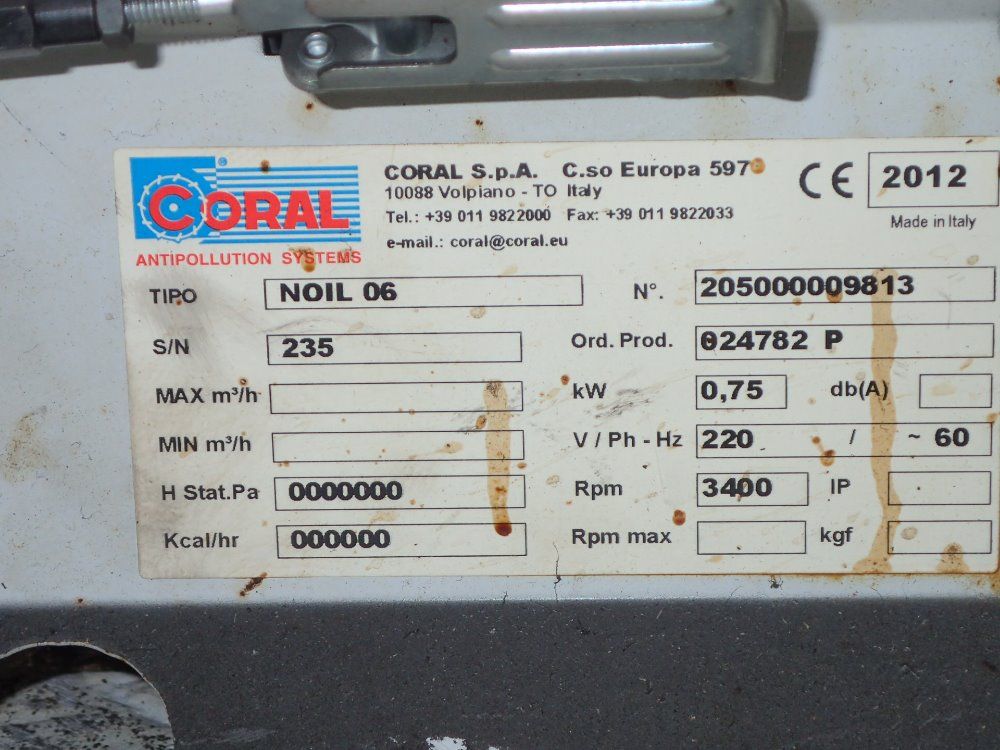 CORAL S.p.A. C.so Europa 597
10088 Volpiano - TO Italy
Tel.: +39 011 9822000 Fax: +39 011 9822033
e-mail.: coral@coral.eu
CE 2012
Made in Italy
CORAL ®
ANTIPOLLUTION SYSTEMS
TIPO NOIL 06 N°. 205000009813
S/N 235 Ord. Prod. 024782 P
MAX m³/h kW 0,75 db(A)
MIN m³/h V / Ph - Hz 220 / ~ 60
H Stat.Pa 0000000 Rpm 3400 IP
Kcal/hr 000000 Rpm max kgf